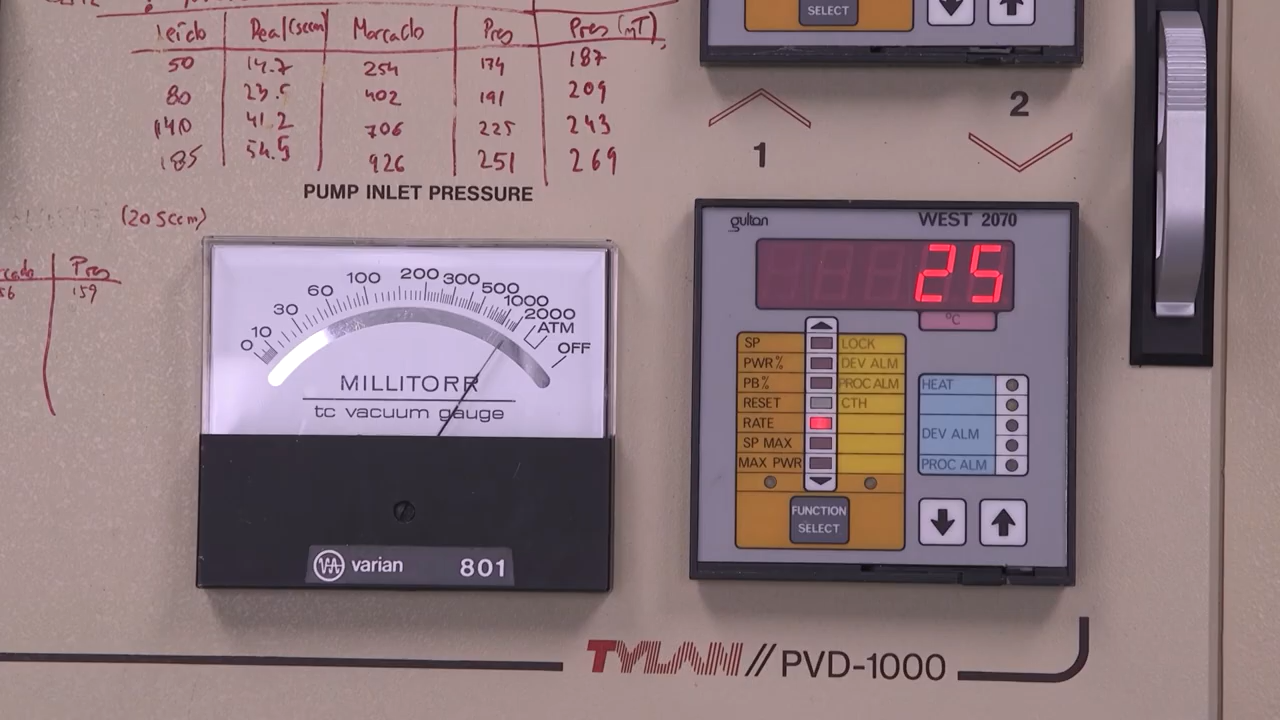 SELECT
Leído Real(sccm) Marcado Pres Pres (mT)
50 14.7 254 174 187
80 23.5 402 191 209
140 41.2 706 225 243
185 54.5 926 251 269
1
2
PUMP INLET PRESSURE
(20 sccm)
Pres
159
0 10 30 60 100 200 300 500 1000 2000 ATM OFF
MILLITORR
tc vacuum gauge
varian 801
gulton WEST 2070
25
°C
SP LOCK
PWR% DEV ALM
PB% PROC ALM
RESET CTH
RATE
SP MAX
MAX PWR
HEAT
DEV ALM
PROC ALM
FUNCTION
SELECT
TYLAN // PVD-1000